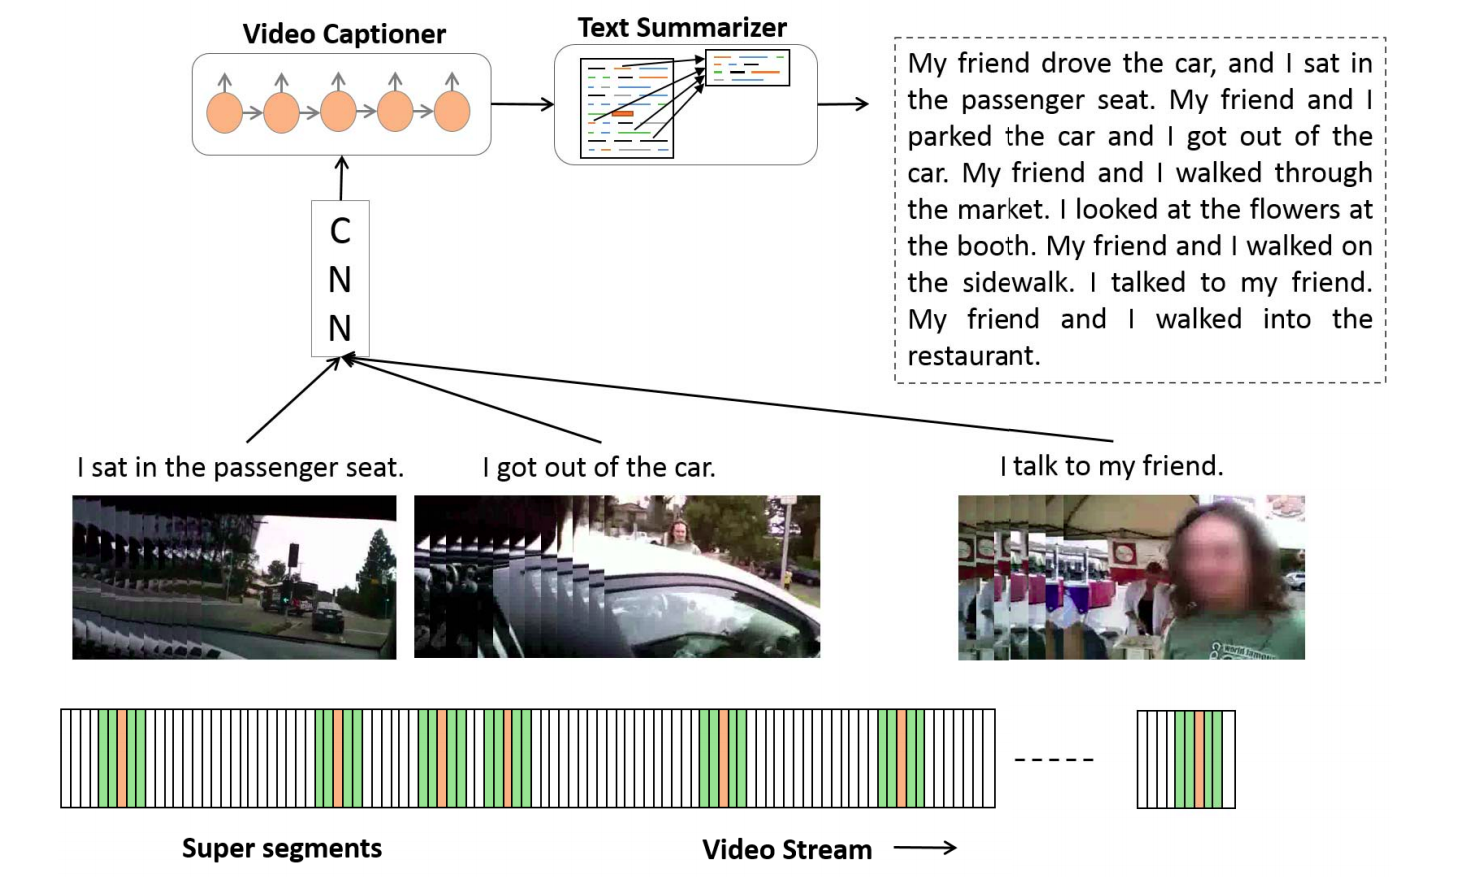 Video Captioner
Text Summarizer
My friend drove the car, and I sat in
the passenger seat. My friend and I
parked the car and I got out of the
car. My friend and I walked through
the market. I looked at the flowers at
the booth. My friend and I walked on
the sidewalk. I talked to my friend.
My friend and I walked into the
restaurant.
C
N
N
I sat in the passenger seat.
I got out of the car.
I talk to my friend.
world famous
Super segments
Video Stream